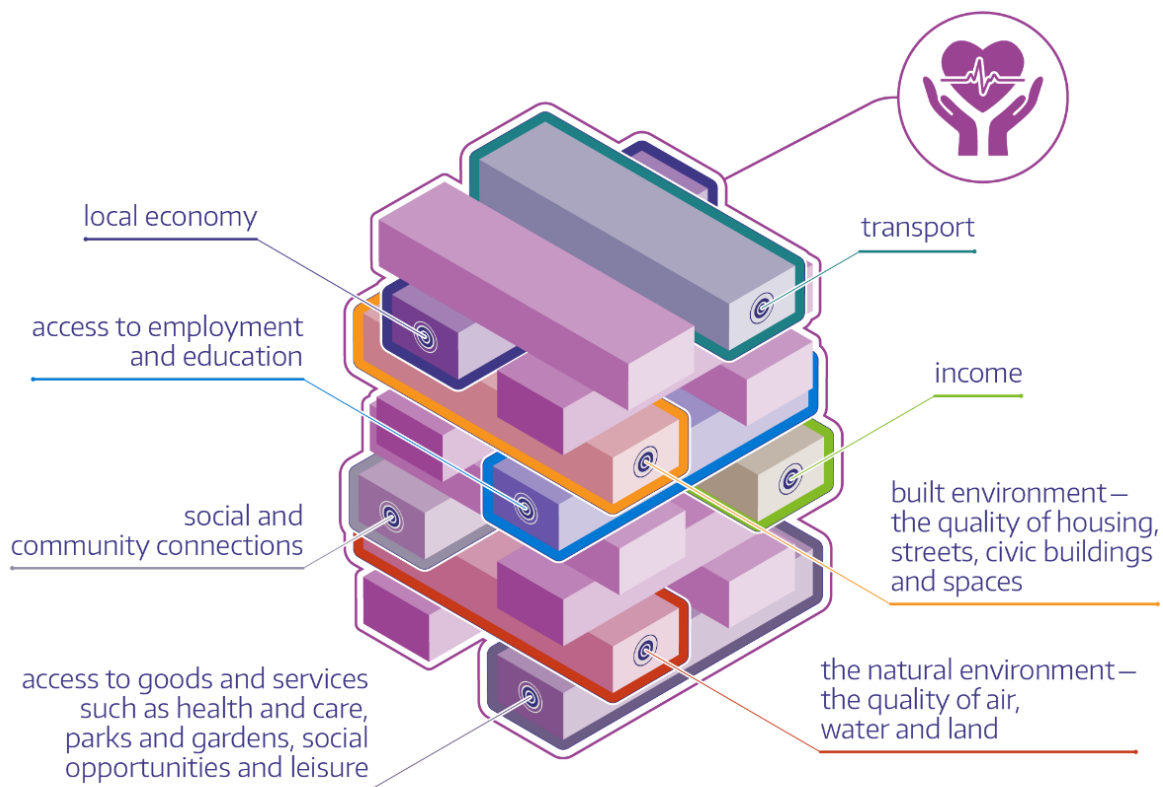 local economy
access to employment
and education
social and
community connections
access to goods and services
such as health and care,
parks and gardens, social
opportunities and leisure
transport
income
built environment—
the quality of housing,
streets, civic buildings
and spaces
the natural environment—
the quality of air,
water and land